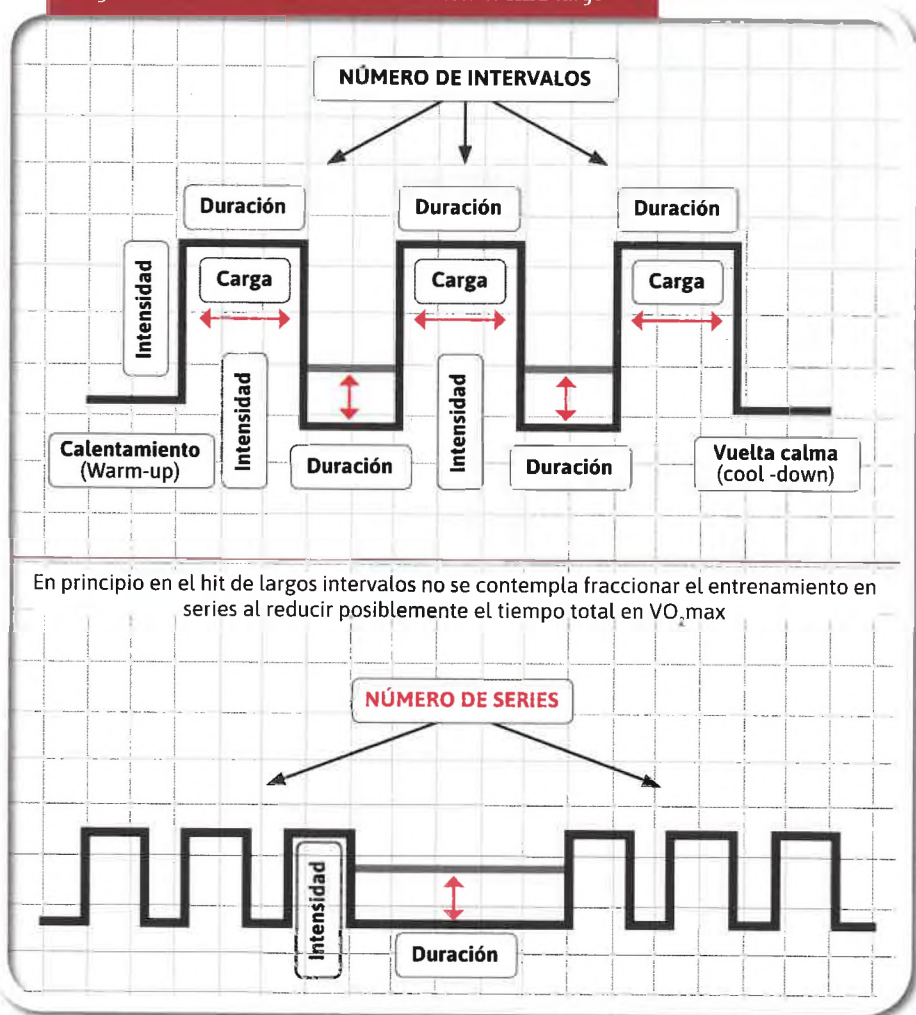 NÚMERO DE INTERVALOS
Duración
Duración
Duración
Intensidad
Carga
Carga
Carga
Intensidad
Intensidad
Calentamiento
(Warm-up)
Duración
Duración
Vuelta calma
(cool -down)
En principio en el hit de largos intervalos no se contempla fraccionar el entrenamiento en
series al reducir posiblemente el tiempo total en VO₂max
NÚMERO DE SERIES
Intensidad
Duración